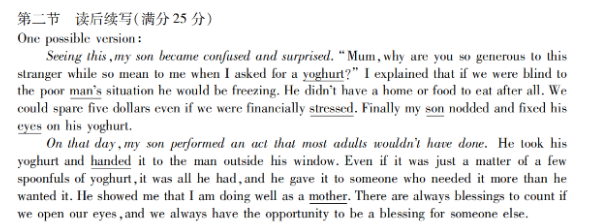 第二节 读后续写(满分 25 分)
One possible version:
Seeing this, my son became confused and surprised. “Mum, why are you so generous to this
stranger while so mean to me when I asked for a yoghurt?” I explained that if we were blind to
the poor man's situation he would be freezing. He didn't have a home or food to eat after all. We
could spare five dollars even if we were financially stressed. Finally my son nodded and fixed his
eyes on his yoghurt.
On that day, my son performed an act that most adults wouldn't have done. He took his
yoghurt and handed it to the man outside his window. Even if it was just a matter of a few
spoonfuls of yoghurt, it was all he had, and he gave it to someone who needed it more than he
wanted it. He showed me that I am doing well as a mother. There are always blessings to count if
we open our eyes, and we always have the opportunity to be a blessing for someone else.